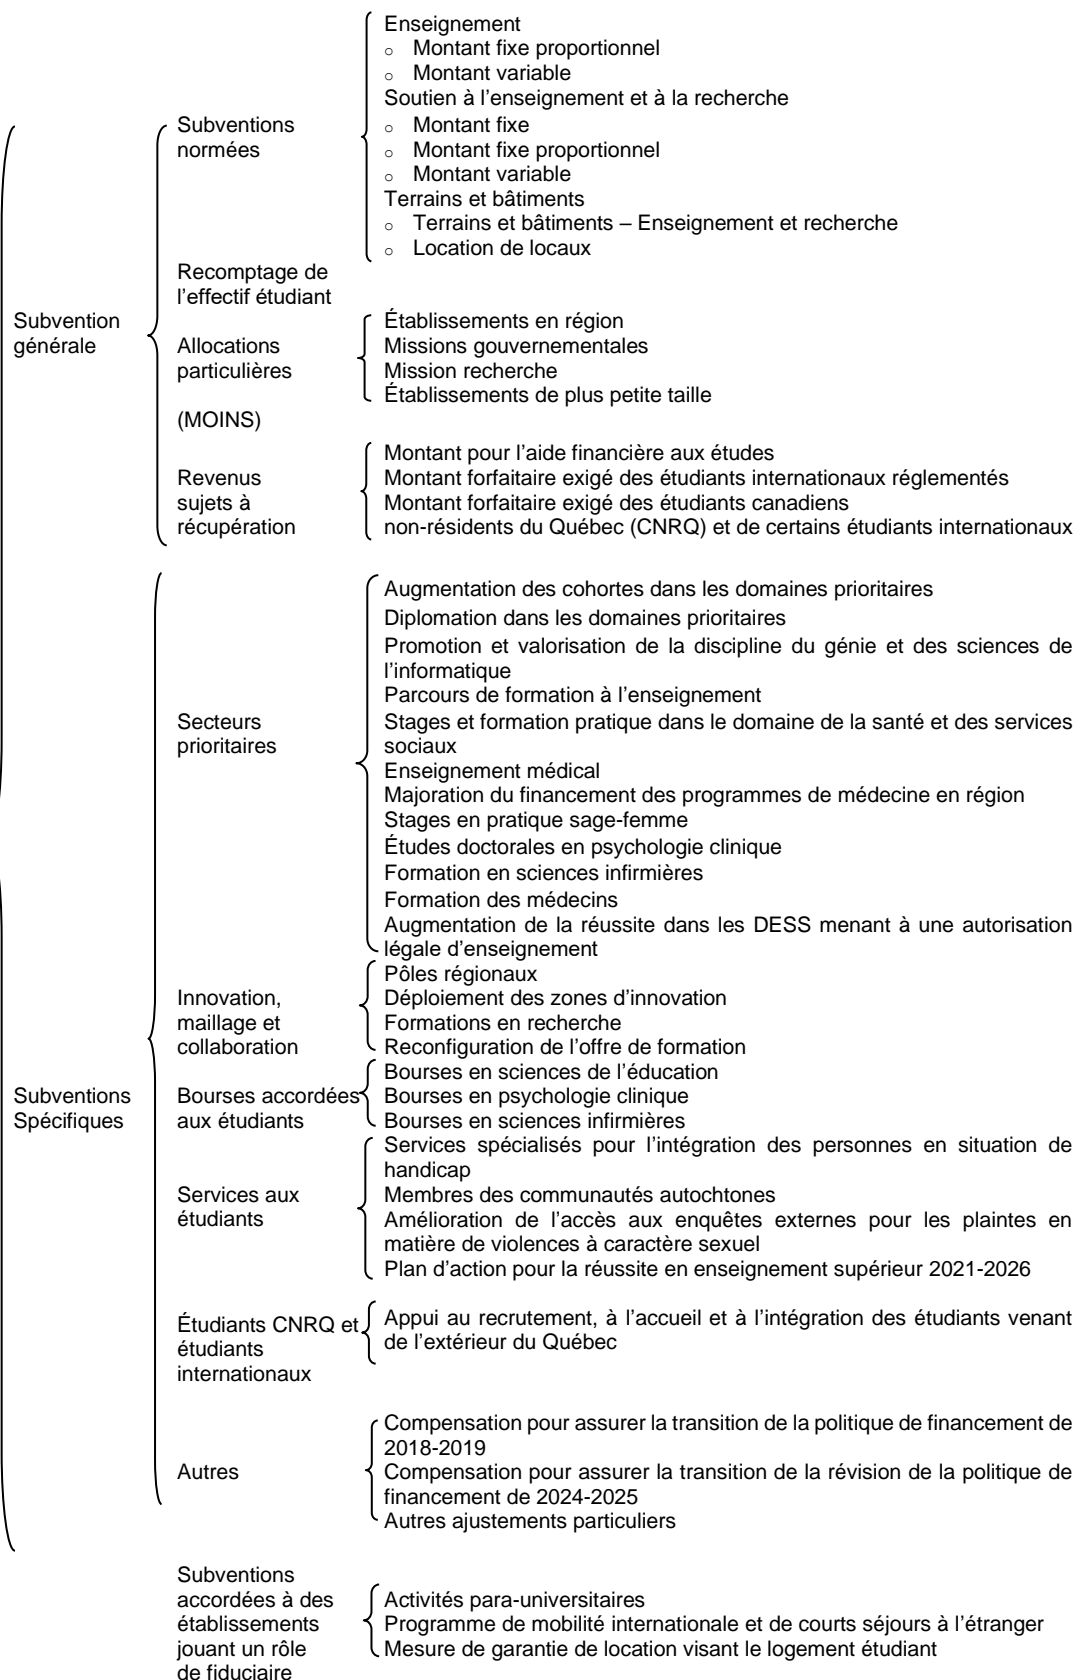 Enseignement
o Montant fixe proportionnel
o Montant variable
Soutien à l’enseignement et à la recherche
Subventions
normées
o Montant fixe
o Montant fixe proportionnel
o Montant variable
Terrains et bâtiments
o Terrains et bâtiments – Enseignement et recherche
o Location de locaux
Recomptage de
l’effectif étudiant
Subvention
générale
Allocations
particulières
Établissements en région
Missions gouvernementales
Mission recherche
Établissements de plus petite taille
(MOINS)
Revenus
sujets à
récupération
Montant pour l’aide financière aux études
Montant forfaitaire exigé des étudiants internationaux réglementés
Montant forfaitaire exigé des étudiants canadiens
non-résidents du Québec (CNRQ) et de certains étudiants internationaux
Secteurs
prioritaires
Augmentation des cohortes dans les domaines prioritaires
Diplomation dans les domaines prioritaires
Promotion et valorisation de la discipline du génie et des sciences de
l’informatique
Parcours de formation à l’enseignement
Stages et formation pratique dans le domaine de la santé et des services
sociaux
Enseignement médical
Majoration du financement des programmes de médecine en région
Stages en pratique sage-femme
Études doctorales en psychologie clinique
Formation en sciences infirmières
Formation des médecins
Augmentation de la réussite dans les DESS menant à une autorisation
légale d’enseignement
Innovation,
maillage et
collaboration
Pôles régionaux
Déploiement des zones d’innovation
Formations en recherche
Reconfiguration de l’offre de formation
Subventions
Spécifiques
Bourses accordées
aux étudiants
Bourses en sciences de l’éducation
Bourses en psychologie clinique
Bourses en sciences infirmières
Services aux
étudiants
Services spécialisés pour l’intégration des personnes en situation de
handicap
Membres des communautés autochtones
Amélioration de l’accès aux enquêtes externes pour les plaintes en
matière de violences à caractère sexuel
Plan d’action pour la réussite en enseignement supérieur 2021-2026
Étudiants CNRQ et
étudiants
internationaux
Appui au recrutement, à l’accueil et à l’intégration des étudiants venant
de l’extérieur du Québec
Autres
Compensation pour assurer la transition de la politique de financement de
2018-2019
Compensation pour assurer la transition de la révision de la politique de
financement de 2024-2025
Autres ajustements particuliers
Subventions
accordées à des
établissements
jouant un rôle
de fiduciaire
Activités para-universitaires
Programme de mobilité internationale et de courts séjours à l’étranger
Mesure de garantie de location visant le logement étudiant